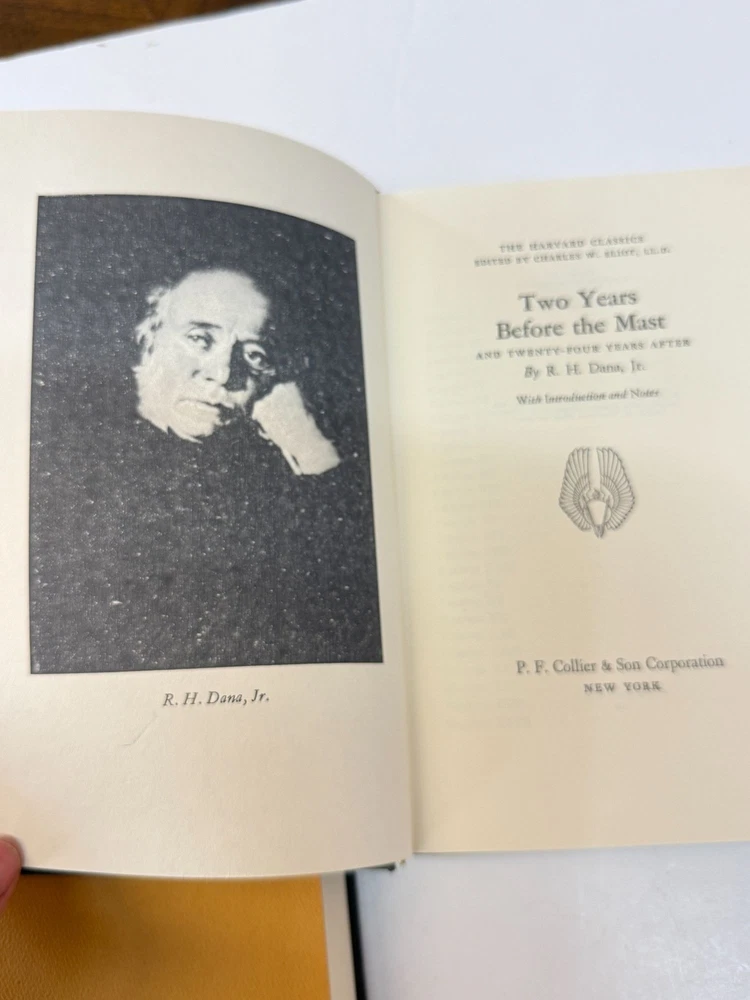 R. H. Dana, Jr.
THE HARVARD CLASSICS
EDITED BY CHARLES W. ELIOT, LL.D.
Two Years
Before the Mast
AND TWENTY-FOUR YEARS AFTER
By R. H. Dana, Jr.
With Introduction and Notes
P. F. Collier & Son Corporation
NEW YORK